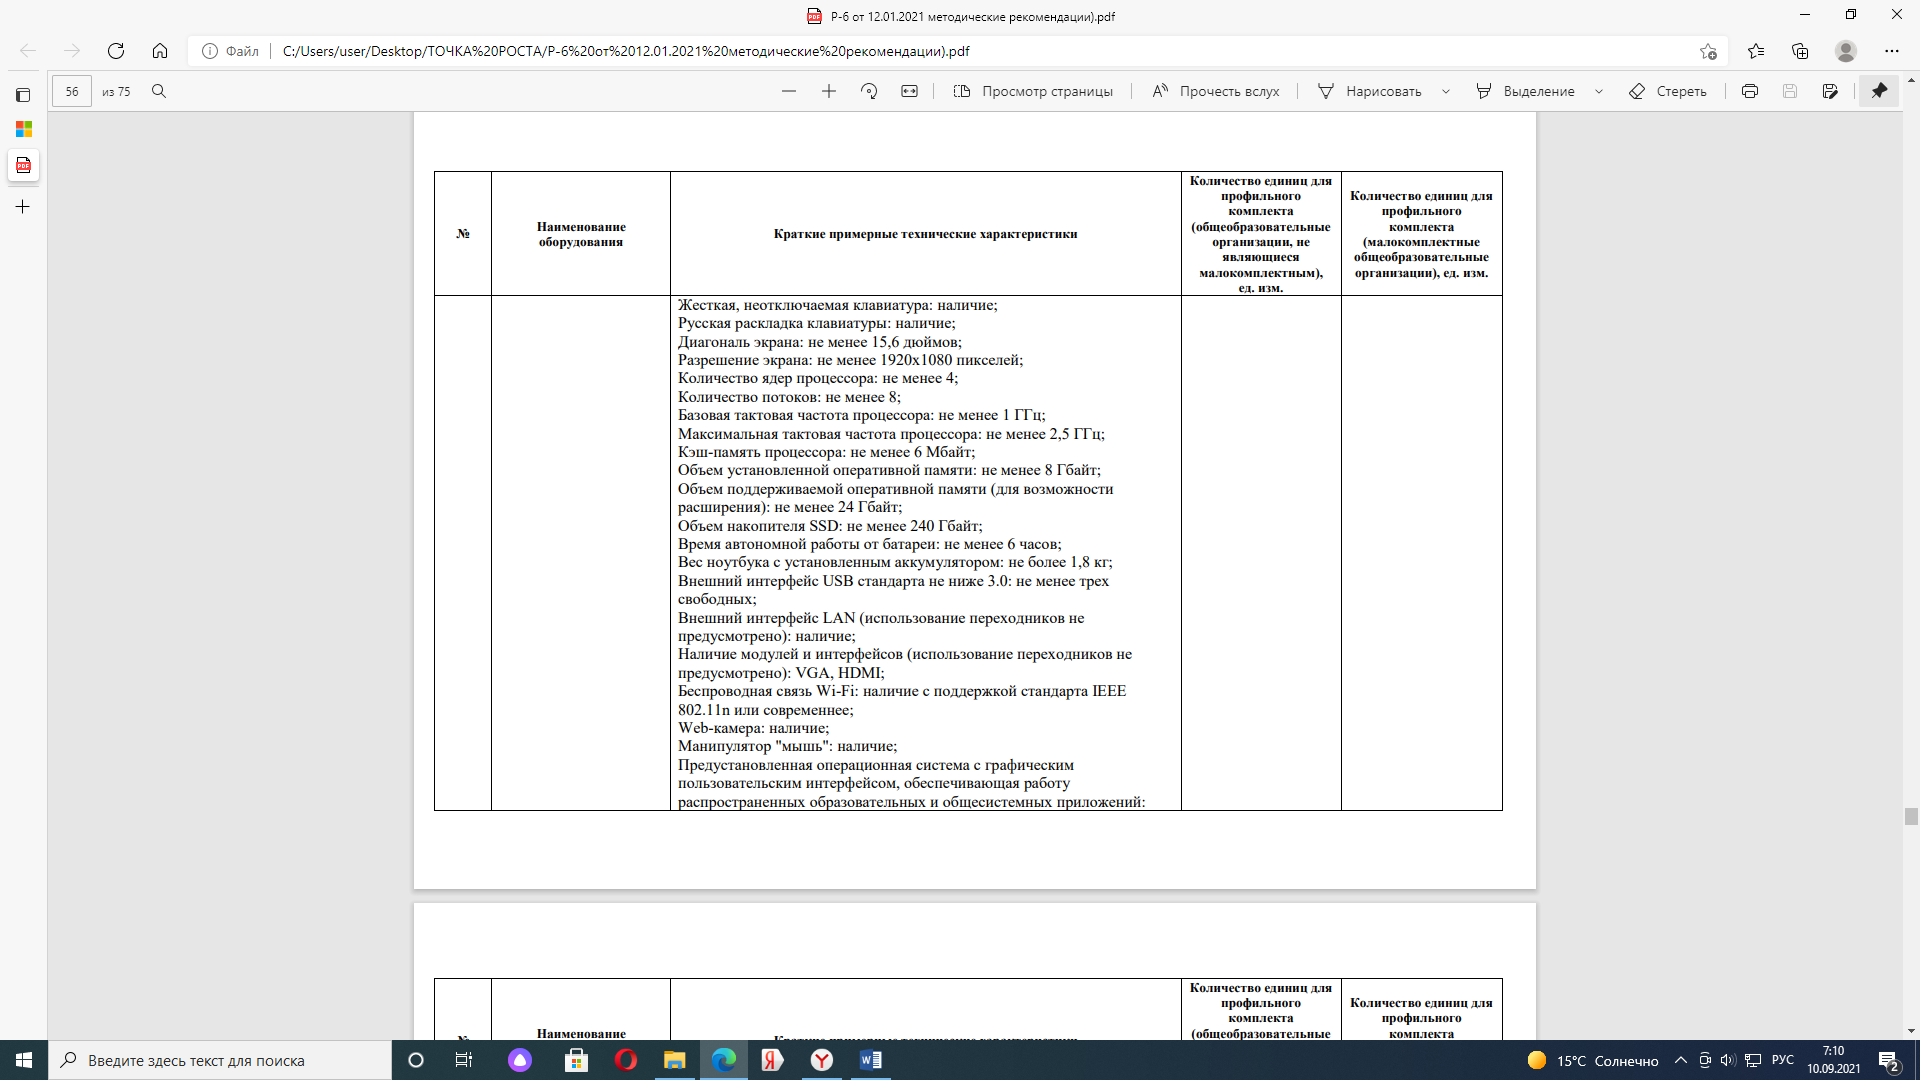 Р-6 от 12.01.2021 методические рекомендации).pdf
Файл
C:/Users/user/Desktop/ТОЧКА%20РОСТА/Р-6%20от%2012.01.2021%20методические%20рекомендации).pdf
56
из 75
Просмотр страницы
Прочесть вслух
Нарисовать
Выделение
Стереть
№
Наименование
оборудования
Краткие примерные технические характеристики
Количество единиц для
профильного
комплекта
(общеобразовательные
организации, не
являющиеся
малокомплектным),
ед. изм.
Количество единиц для
профильного
комплекта
(малокомплектные
общеобразовательные
организации), ед. изм.
Жесткая, неотключаемая клавиатура: наличие;
Русская раскладка клавиатуры: наличие;
Диагональ экрана: не менее 15,6 дюймов;
Разрешение экрана: не менее 1920х1080 пикселей;
Количество ядер процессора: не менее 4;
Количество потоков: не менее 8;
Базовая тактовая частота процессора: не менее 1 ГГц;
Максимальная тактовая частота процессора: не менее 2,5 ГГц;
Кэш-память процессора: не менее 6 Мбайт;
Объем установленной оперативной памяти: не менее 8 Гбайт;
Объем поддерживаемой оперативной памяти (для возможности
расширения): не менее 24 Гбайт;
Объем накопителя SSD: не менее 240 Гбайт;
Время автономной работы от батареи: не менее 6 часов;
Вес ноутбука с установленным аккумулятором: не более 1,8 кг;
Внешний интерфейс USB стандарта не ниже 3.0: не менее трех
свободных;
Внешний интерфейс LAN (использование переходников не
предусмотрено): наличие;
Наличие модулей и интерфейсов (использование переходников не
предусмотрено): VGA, HDMI;
Беспроводная связь Wi-Fi: наличие с поддержкой стандарта IEEE
802.11n или современнее;
Web-камера: наличие;
Манипулятор "мышь": наличие;
Предустановленная операционная система с графическим
пользовательским интерфейсом, обеспечивающая работу
распространенных образовательных и общесистемных приложений:
№
Наименование
Краткие примерные технические характеристики
Количество единиц для
профильного
комплекта
(общеобразовательные
Количество единиц для
профильного
комплекта
Введите здесь текст для поиска
15°C Солнечно
РУС
7:10
10.09.2021
2